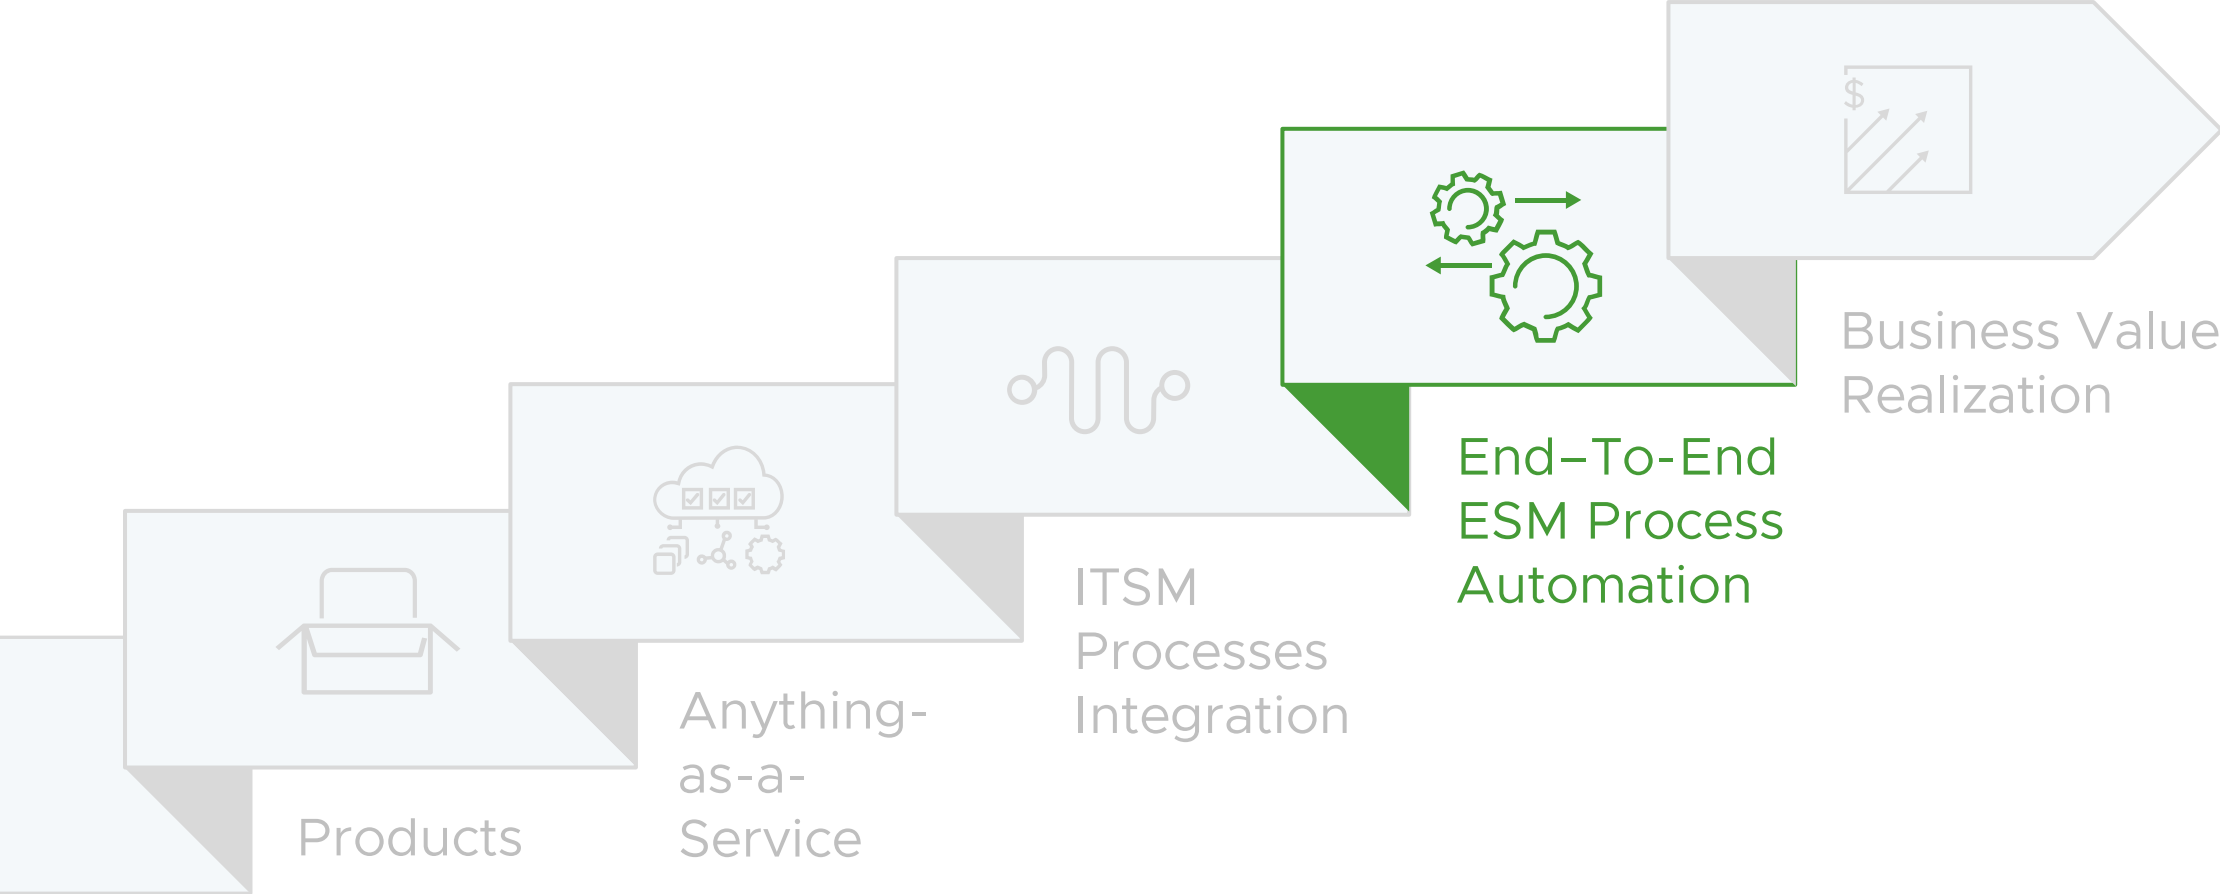 Products
Anything-
as-a-
Service
ITSM
Processes
Integration
End–To-End
ESM Process
Automation
$
Business Value
Realization